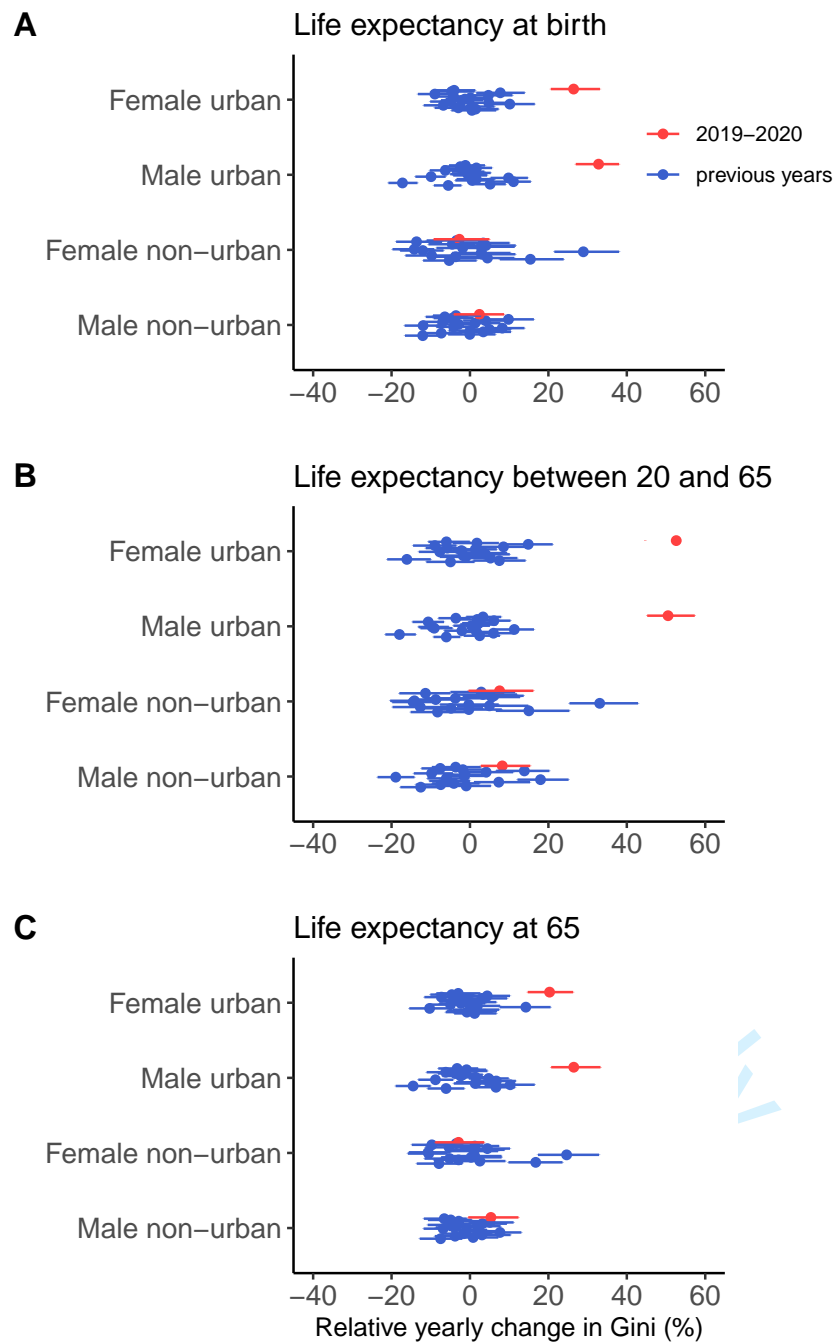 A Life expectancy at birth
Female urban
Male urban
Female non−urban
Male non−urban
2019−2020
previous years
−40 −20 0 20 40 60
B Life expectancy between 20 and 65
Female urban
Male urban
Female non−urban
Male non−urban
−40 −20 0 20 40 60
C Life expectancy at 65
Female urban
Male urban
Female non−urban
Male non−urban
−40 −20 0 20 40 60
Relative yearly change in Gini (%)